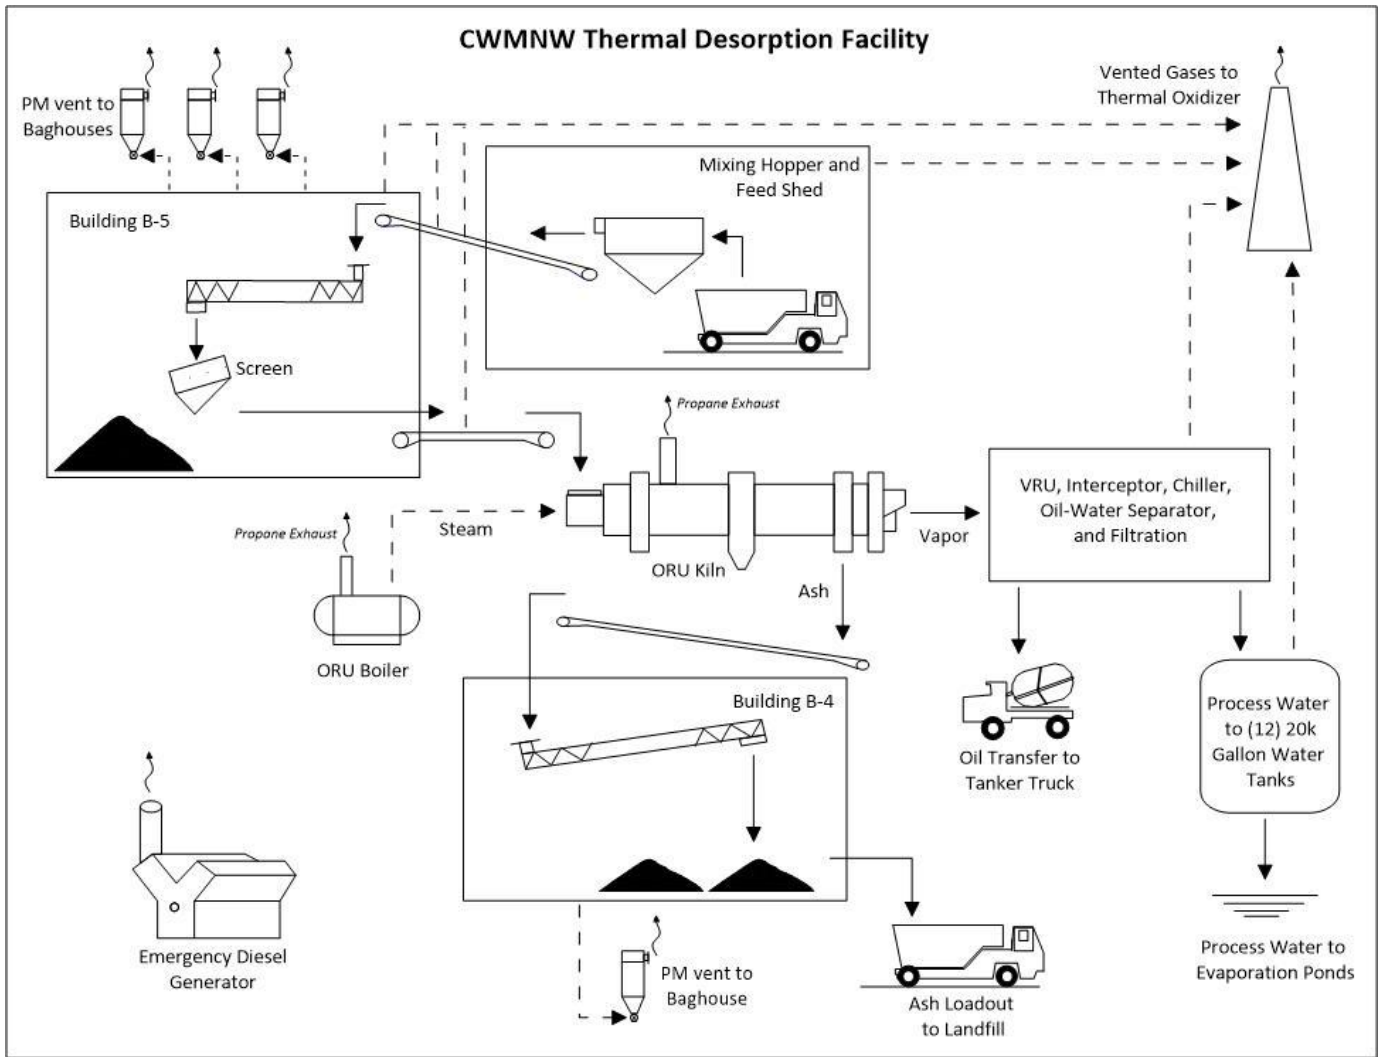 CWMNW Thermal Desorption Facility
PM vent to
Baghouses
Vented Gases to
Thermal Oxidizer
Mixing Hopper and
Feed Shed
Building B-5
Screen
Propane Exhaust
VRU, Interceptor, Chiller,
Oil-Water Separator,
and Filtration
Propane Exhaust
Steam
Vapor
ORU Kiln
Ash
ORU Boiler
Building B-4
Process Water
to (12) 20k
Gallon Water
Tanks
Oil Transfer to
Tanker Truck
Emergency Diesel
Generator
PM vent to
Baghouse
Ash Loadout
to Landfill
Process Water to
Evaporation Ponds